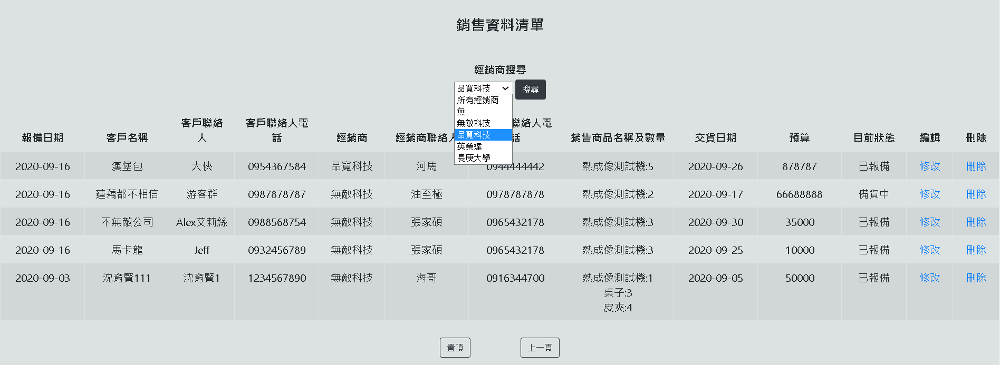 銷售資料清單
經銷商搜尋
品寬科技 搜尋
所有經銷商
無
無敵科技
品寬科技
英業達
長庚大學
報備日期 客戶名稱 客戶聯絡人 客戶聯絡人電話 經銷商 經銷商聯絡人 聯絡人電話 銷售商品名稱及數量 交貨日期 預算 目前狀態 編輯 刪除
2020-09-16 漢堡包 大俠 0954367584 品寬科技 河馬 0944444442 熱成像測試機:5 2020-09-26 878787 已報備 修改 刪除
2020-09-16 蓮藕都不相信 游客群 0987878787 無敵科技 油至極 0978787878 熱成像測試機:2 2020-09-17 66688888 備貨中 修改 刪除
2020-09-16 不無敵公司 Alex艾莉絲 0988568754 無敵科技 張家碩 0965432178 熱成像測試機:3 2020-09-30 35000 已報備 修改 刪除
2020-09-16 馬卡龍 Jeff 0932456789 無敵科技 張家碩 0965432178 熱成像測試機:3 2020-09-25 10000 已報備 修改 刪除
2020-09-03 沈育賢111 沈育賢1 1234567890 無敵科技 海哥 0916344700 熱成像測試機:1 2020-09-05 50000 已報備 修改 刪除
桌子:3
皮夾:4
置頂 上一頁